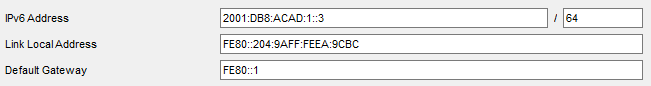 IPv6 Address 2001:DB8:ACAD:1::3 / 64
Link Local Address FE80::204:9AFF:FEEA:9CBC
Default Gateway FE80::1